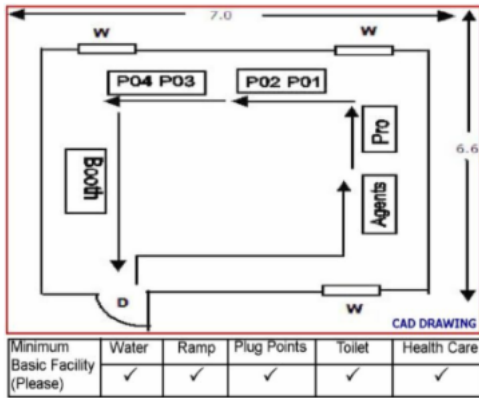 7.0
W W
P04 P03 P02 P01
Pro
6.6
Booth
Agents
D
W
CAD DRAWING
Minimum Basic Facility (Please) Water Ramp Plug Points Toilet Health Care
✓ ✓ ✓ ✓ ✓